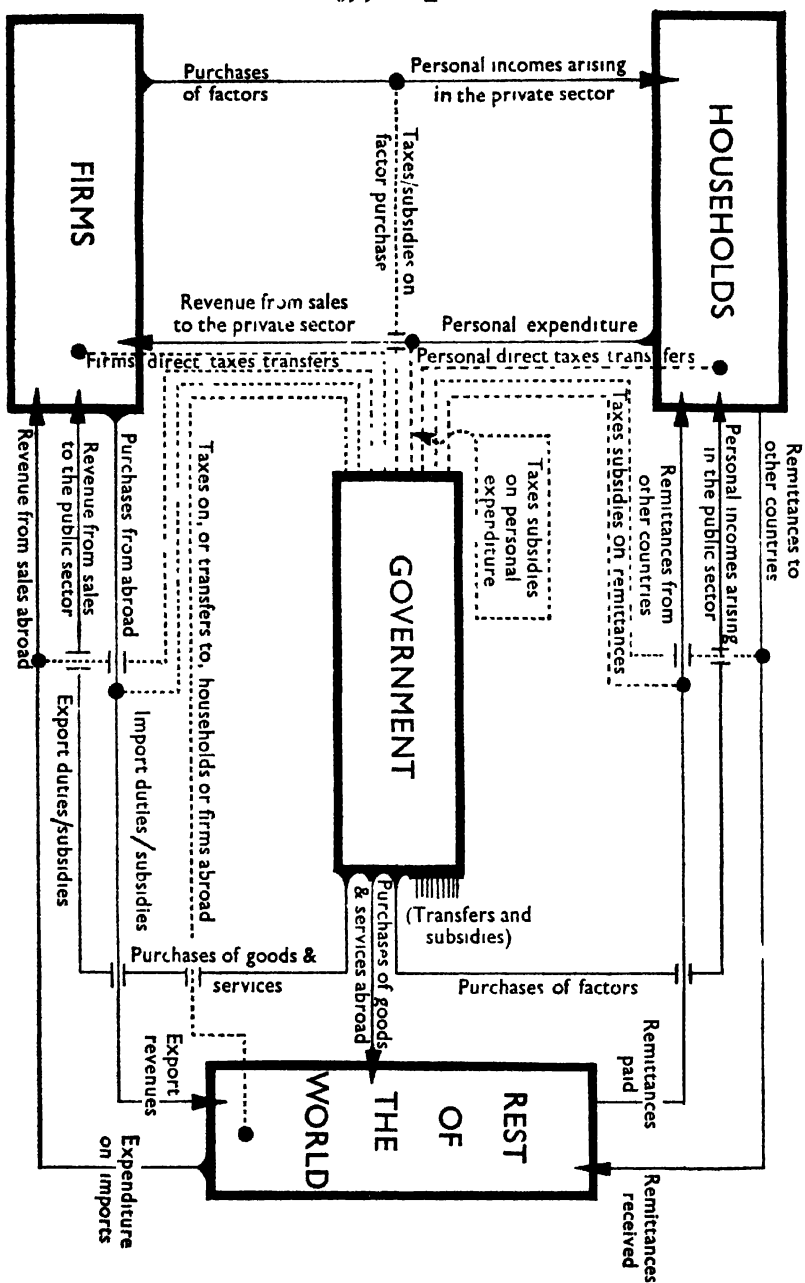 Purchases
of factors
Personal incomes arising
in the private sector
FIRMS
HOUSEHOLDS
Taxes/subsidies on
factor purchase
Revenue from sales
to the private sector
Personal expenditure
Firms' direct taxes transfers
Personal direct taxes transfers
Revenue from sales abroad
Revenue from sales
to the public sector
Purchases from abroad
Taxes on, or transfers to, households or firms abroad
Taxes subsidies
on personal
expenditure
Taxes subsidies on remittances
Remittances from
other countries
Personal incomes arising
in the public sector
Remittances to
other countries
GOVERNMENT
Export duties/subsidies
Import duties/subsidies
(Transfers and
subsidies)
Purchases of goods &
services
Purchases of goods
& services abroad
Purchases of factors
Export
revenues
Expenditure
on imports
REST
OF
THE
WORLD
Remittances
paid
Remittances
received